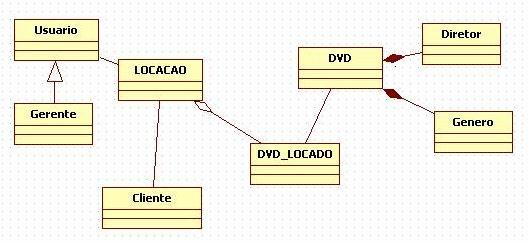 Usuario
Diretor
DVD
LOCACAO
Gerente
Genero
DVD_LOCADO
Cliente